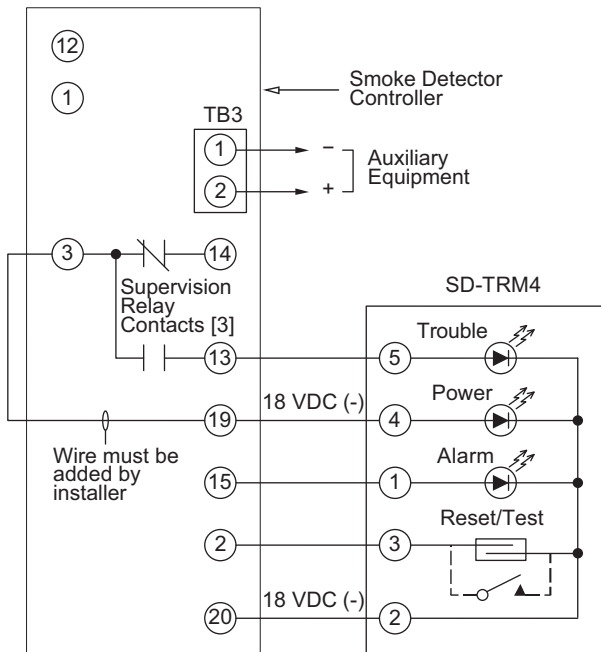 12
1
Smoke Detector
Controller
TB3
1
−
2
+
Auxiliary
Equipment
3
14
Supervision
Relay
Contacts [3]
SD-TRM4
Trouble
13
5
18 VDC (-)
Power
19
4
Wire must be
added by
installer
Alarm
15
1
Reset/Test
2
3
18 VDC (-)
20
2